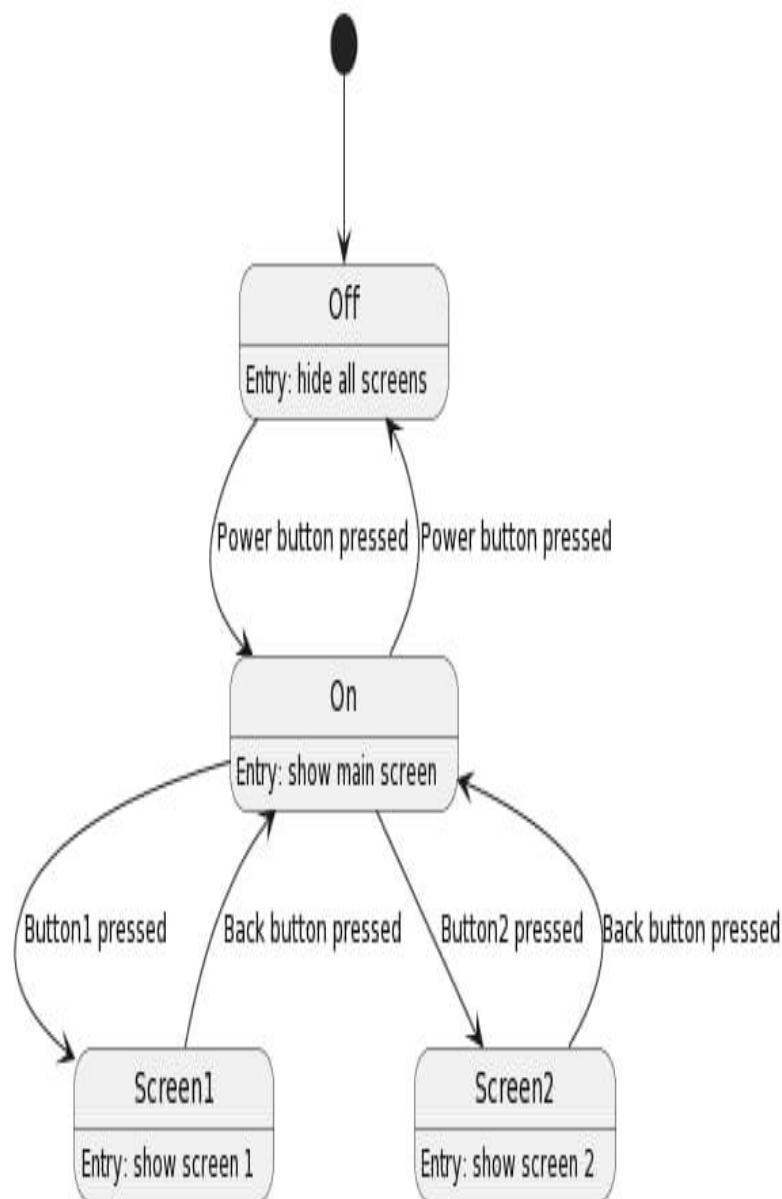 Off
Entry: hide all screens
Power button pressed
Power button pressed
On
Entry: show main screen
Button1 pressed
Back button pressed
Button2 pressed
Back button pressed
Screen1
Screen2
Entry: show screen 1
Entry: show screen 2